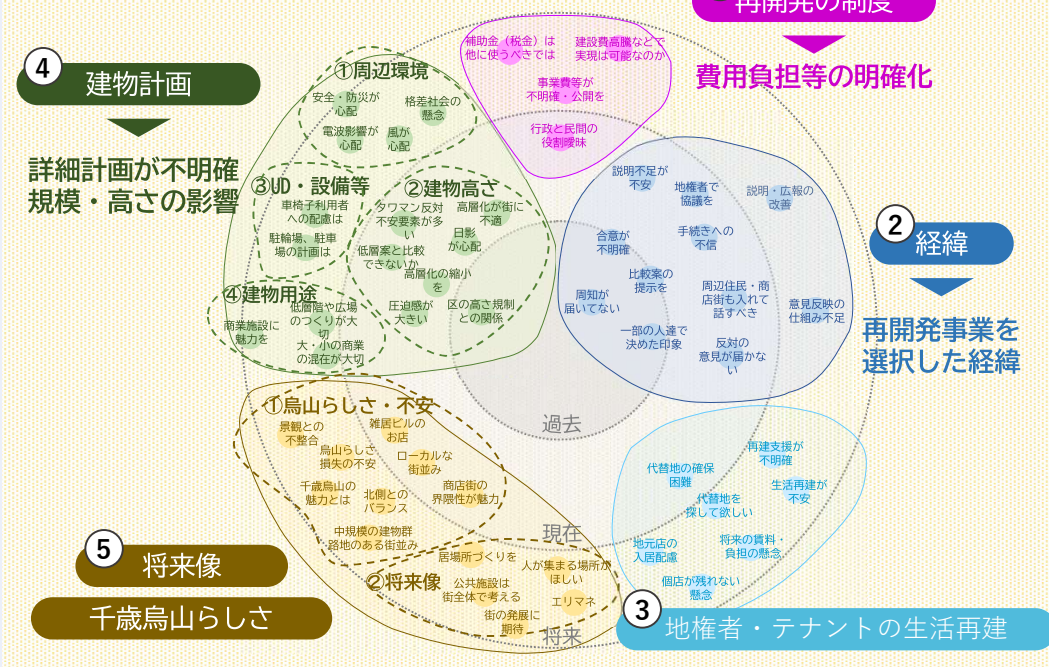 再開発の制度
費用負担等の明確化
補助金（税金）は
他に使うべきでは
建設費高騰などで
実現は可能なのか
事業費等が
不明確・公開を
行政と民間の
役割曖昧
④
建物計画
詳細計画が不明確
規模・高さの影響
①周辺環境
安全・防災が
心配
格差社会の
懸念
電波影響が
心配
風が
心配
③UD・設備等
車椅子利用者
への配慮は
駐輪場、駐車
場の計画は
②建物高さ
タワマン反対
不安要素が多
い
高層化が街に
不適
日影
が心配
低層案と比較
できないか
高層化の縮小
を
圧迫感が
大きい
区の高さ規制
との関係
④建物用途
低層階や広場
のつくりが大
切
商業施設に
魅力を
大・小の商業
の混在が大切
②
経緯
再開発事業を
選択した経緯
説明不足が
不安
地権者で
協議を
説明・広報の
改善
合意が
不明確
手続きへの
不信
比較案の
提示を
周知が
届いてない
周辺住民・商
店街も入れて
話すべき
意見反映の
仕組み不足
一部の人達で
決めた印象
反対の
意見が届かな
い
過去
現在
将来
①烏山らしさ・不安
景観との
不整合
雑居ビルの
お店
烏山らしさ
損失の不安
ローカルな
街並み
千歳烏山の
魅力とは
北側との
バランス
商店街の
界隈性が魅力
中規模の建物群
路地のある街並み
②将来像
居場所づくりを
人が集まる場所が
ほしい
公共施設は
街全体で考える
エリマネ
街の発展に
期待
⑤
将来像
千歳烏山らしさ
再建支援が
不明確
代替地の確保
困難
生活再建が
不安
代替地を
探して欲しい
地元店の
入居配慮
将来の賃料・
負担の懸念
個店が残れない
懸念
③
地権者・テナントの生活再建